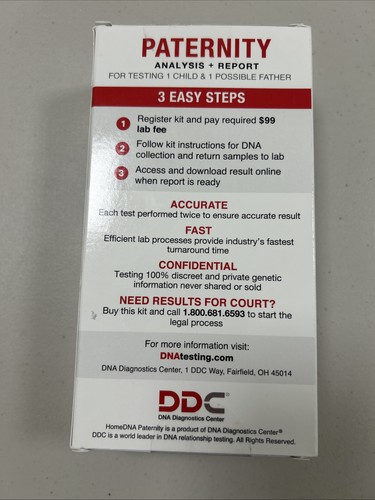 PATERNITY
ANALYSIS + REPORT
FOR TESTING 1 CHILD & 1 POSSIBLE FATHER
3 EASY STEPS
1 Register kit and pay required $99
lab fee
2 Follow kit instructions for DNA
collection and return samples to lab
3 Access and download result online
when report is ready
ACCURATE
Each test performed twice to ensure accurate result
FAST
Efficient lab processes provide industry's fastest
turnaround time
CONFIDENTIAL
Testing 100% discreet and private genetic
information never shared or sold
NEED RESULTS FOR COURT?
Buy this kit and call 1.800.681.6593 to start the
legal process
For more information visit:
DNAtesting.com
DNA Diagnostics Center, 1 DDC Way, Fairfield, OH 45014
DDC
DNA Diagnostics Center
HomeDNA Paternity is a product of DNA Diagnostics Center®
DDC is a world leader in DNA relationship testing. All Rights Reserved.